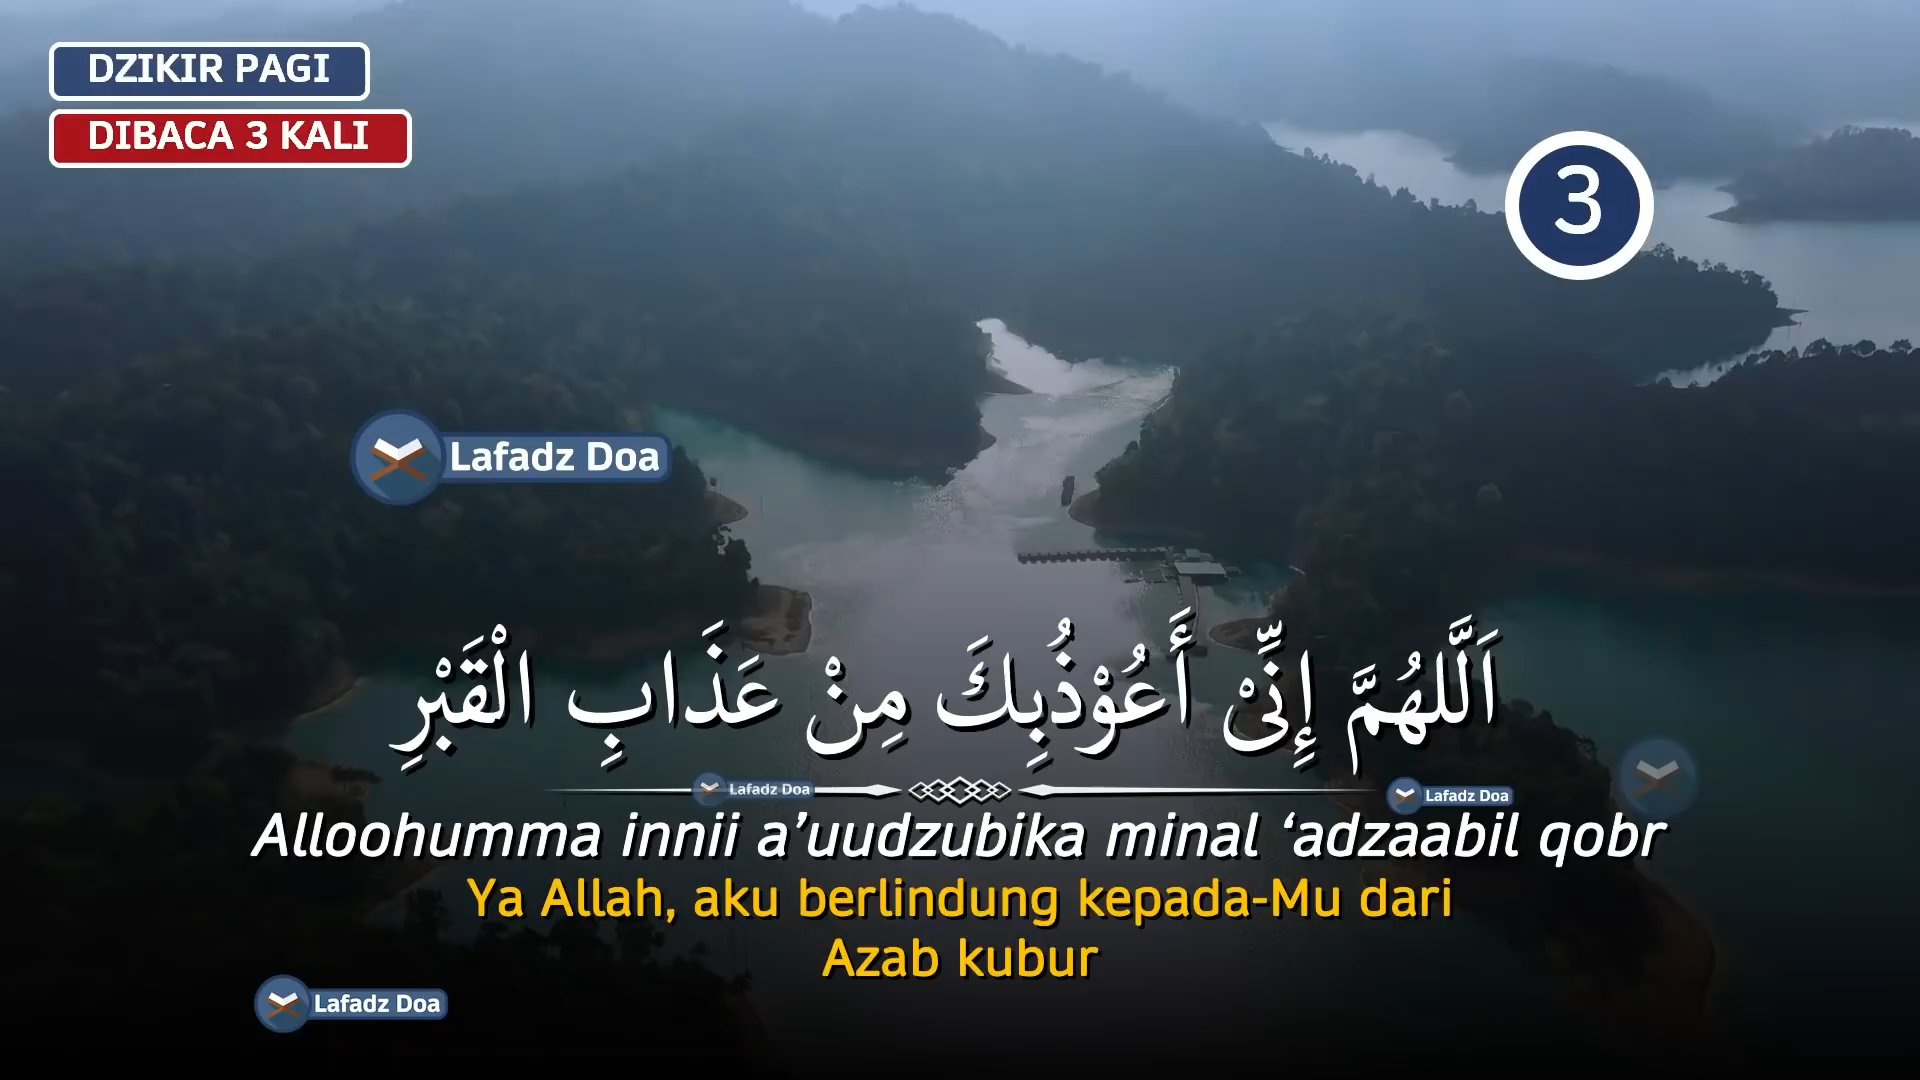 DZIKIR PAGI
DIBACA 3 KALI
3
Lafadz Doa
اَللّٰهُمَّ إِنِّىْ أَعُوْذُبِكَ مِنْ عَذَابِ الْقَبْرِ
Lafadz Doa
Lafadz Doa
Alloohumma innii a’uudzubika minal ‘adzaabil qobr
Ya Allah, aku berlindung kepada-Mu dari
Azab kubur
Lafadz Doa